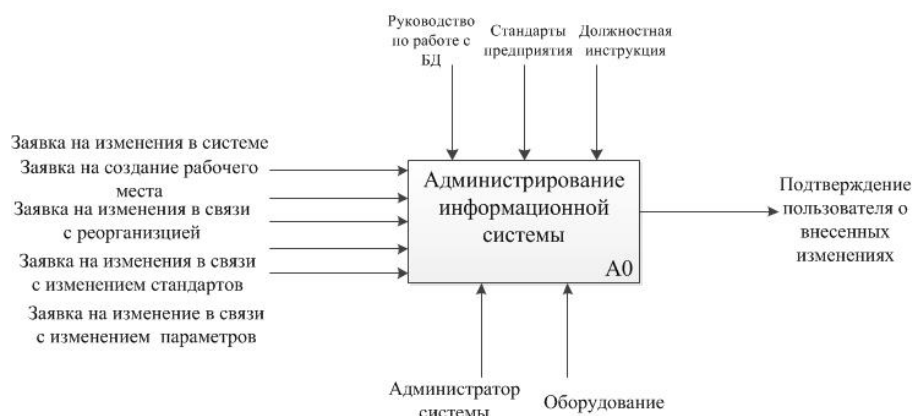 Руководство
по работе с
БД
Стандарты
предприятия
Должностная
инструкция
Заявка на изменения в системе
Заявка на создание рабочего
места
Заявка на изменения в связи
с реорганизцией
Заявка на изменения в связи
с изменением стандартов
Заявка на изменение в связи
с изменением параметров
Администрирование
информационной
системы
A0
Подтверждение
пользователя о
внесенных
изменениях
Администратор
системы
Оборудование